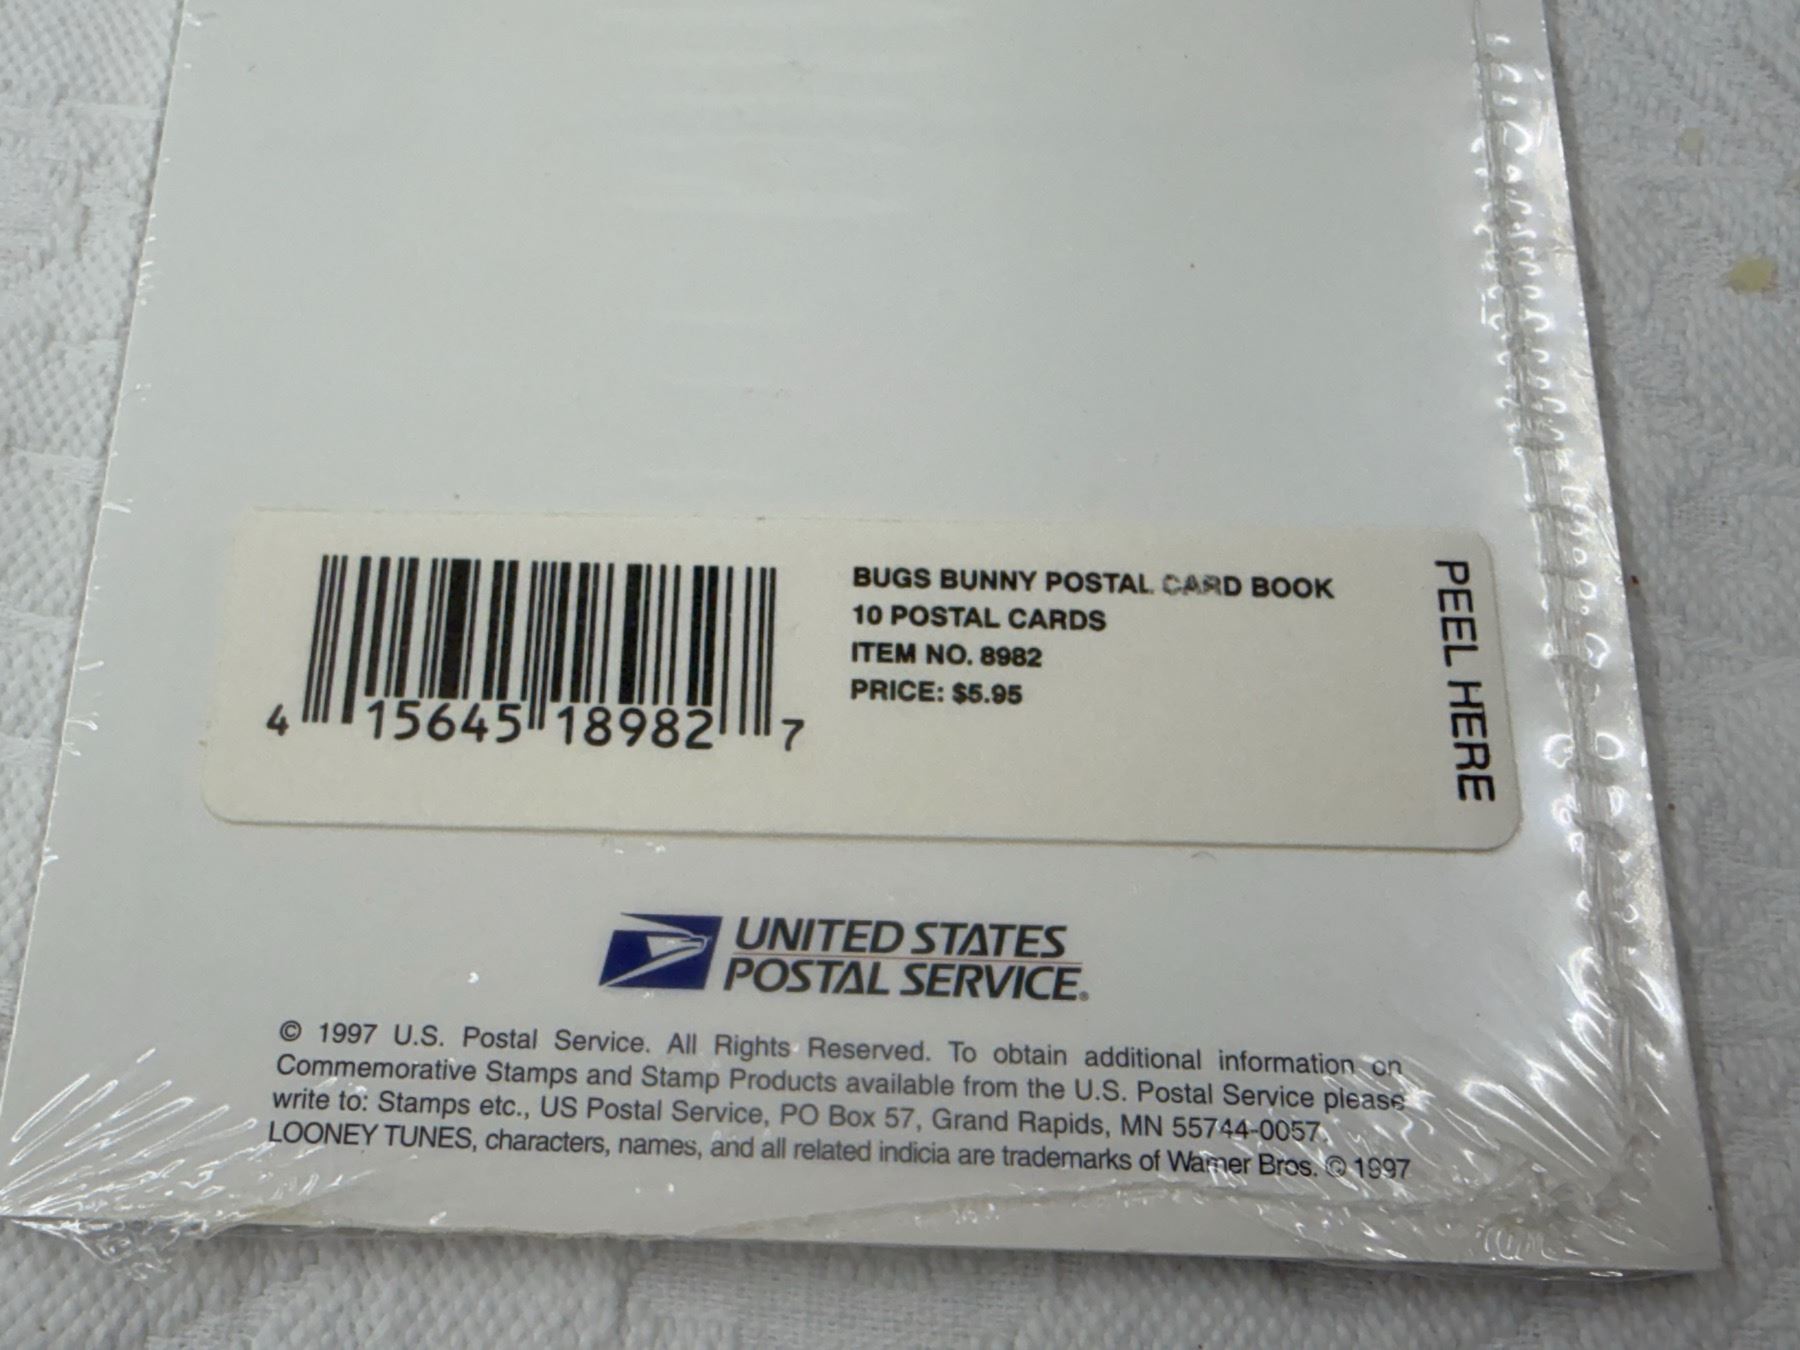 BUGS BUNNY POSTAL CARD BOOK
10 POSTAL CARDS
ITEM NO. 8982
PRICE: $5.95
4 15645 18982 7
PEEL HERE
UNITED STATES
POSTAL SERVICE®
© 1997 U.S. Postal Service. All Rights Reserved. To obtain additional information on
Commemorative Stamps and Stamp Products available from the U.S. Postal Service please
write to: Stamps etc., US Postal Service, PO Box 57, Grand Rapids, MN 55744-0057.
LOONEY TUNES, characters, names, and all related indicia are trademarks of Warner Bros. © 1997